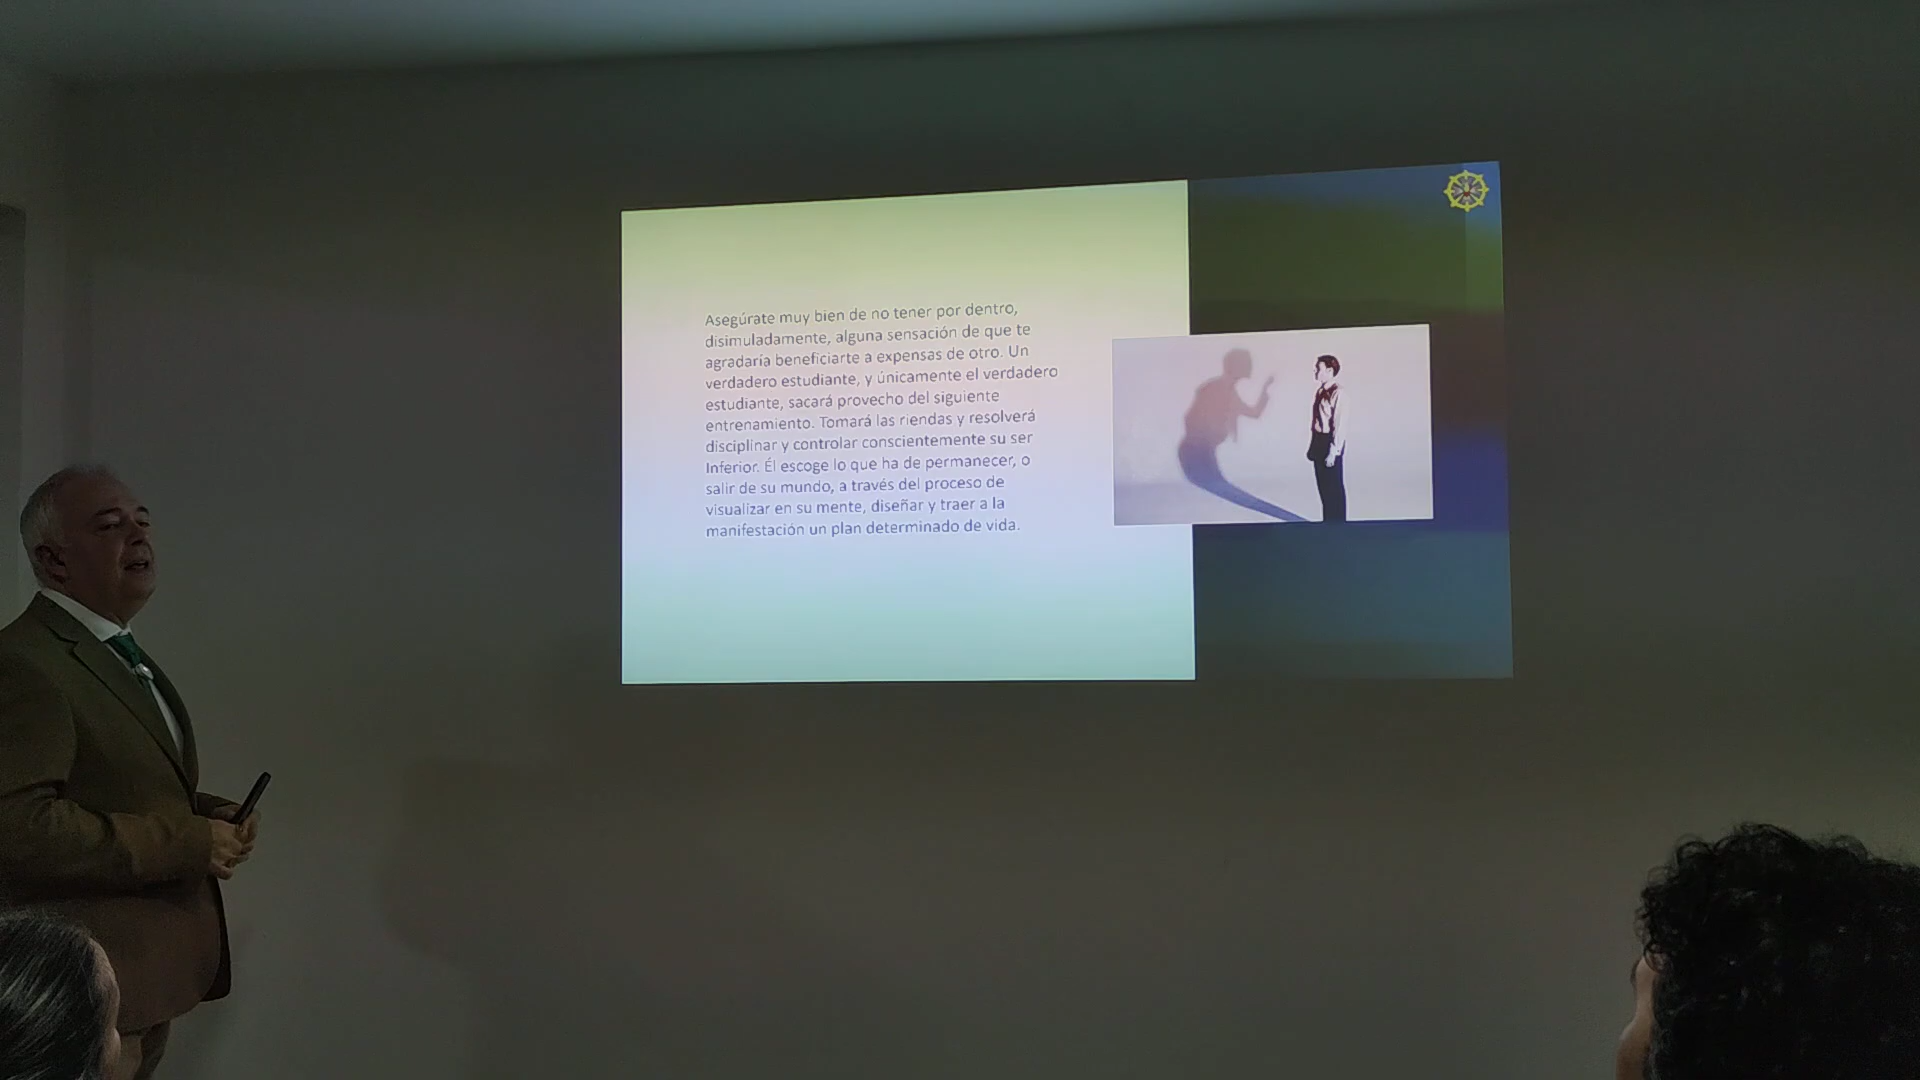 Asegúrate muy bien de no tener por dentro,
disimuladamente, alguna sensación de que te
agradaría beneficiarte a expensas de otro. Un
verdadero estudiante, y únicamente el verdadero
estudiante, sacará provecho del siguiente
entrenamiento. Tomará las riendas y resolverá
disciplinar y controlar conscientemente su ser
Inferior. Él escoge lo que ha de permanecer, o
salir de su mundo, a través del proceso de
visualizar en su mente, diseñar y traer a la
manifestación un plan determinado de vida.